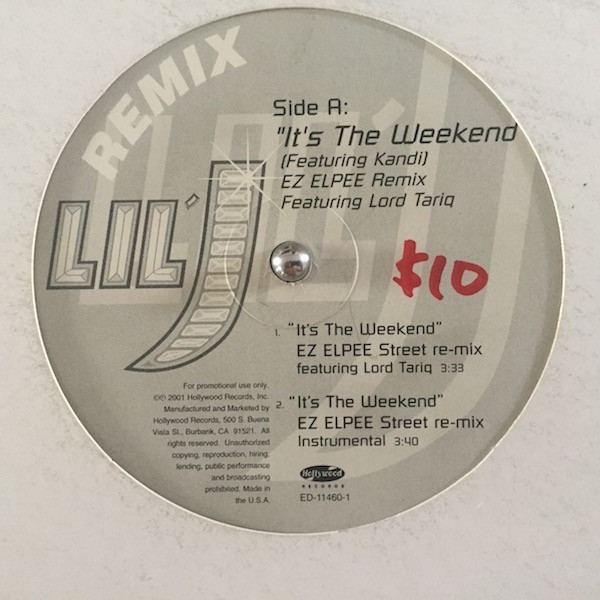 REMIX
LIL'J
Side A:
"It's The Weekend
(Featuring Kandi)
EZ ELPEE Remix
Featuring Lord Tariq
$10
1. "It's The Weekend"
EZ ELPEE Street re-mix
featuring Lord Tariq 3:33
2. "It's The Weekend"
EZ ELPEE Street re-mix
Instrumental 3:40
For promotional use only.
©℗ 2001 Hollywood Records, Inc.
Manufactured and Marketed by
Hollywood Records, 500 S. Buena
Vista St., Burbank, CA 91521. All
rights reserved. Unauthorized
copying, reproduction, hiring,
lending, public performance
and broadcasting
prohibited. Made in
the U.S.A.
Hollywood
RECORDS
ED-11460-1